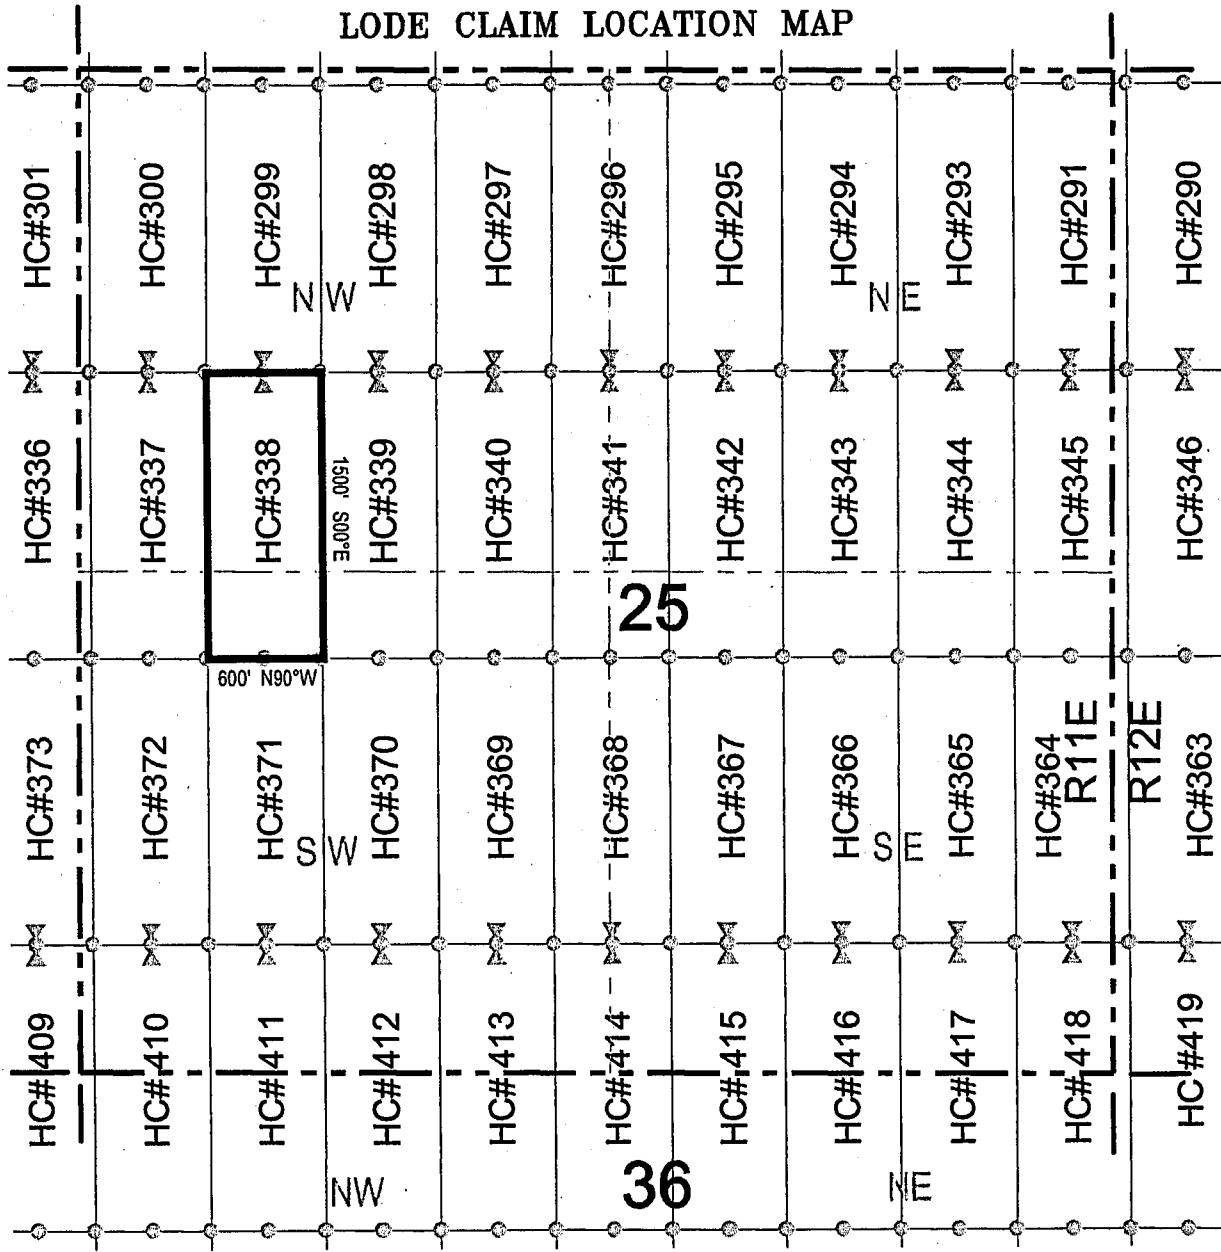 LODE CLAIM LOCATION MAP
HC#301
HC#300
HC#299
HC#298
HC#297
HC#296
HC#295
HC#294
HC#293
HC#291
HC#290
NW
NE
HC#336
HC#337
HC#338
1500' S00°E
HC#339
HC#340
HC#341
HC#342
HC#343
HC#344
HC#345
HC#346
25
600' N90°W
HC#373
HC#372
HC#371
HC#370
HC#369
HC#368
HC#367
HC#366
HC#365
HC#364
R11E
R12E
HC#363
SW
SE
HC#409
HC#410
HC#411
HC#412
HC#413
HC#414
HC#415
HC#416
HC#417
HC#418
HC#419
NW
36
NE